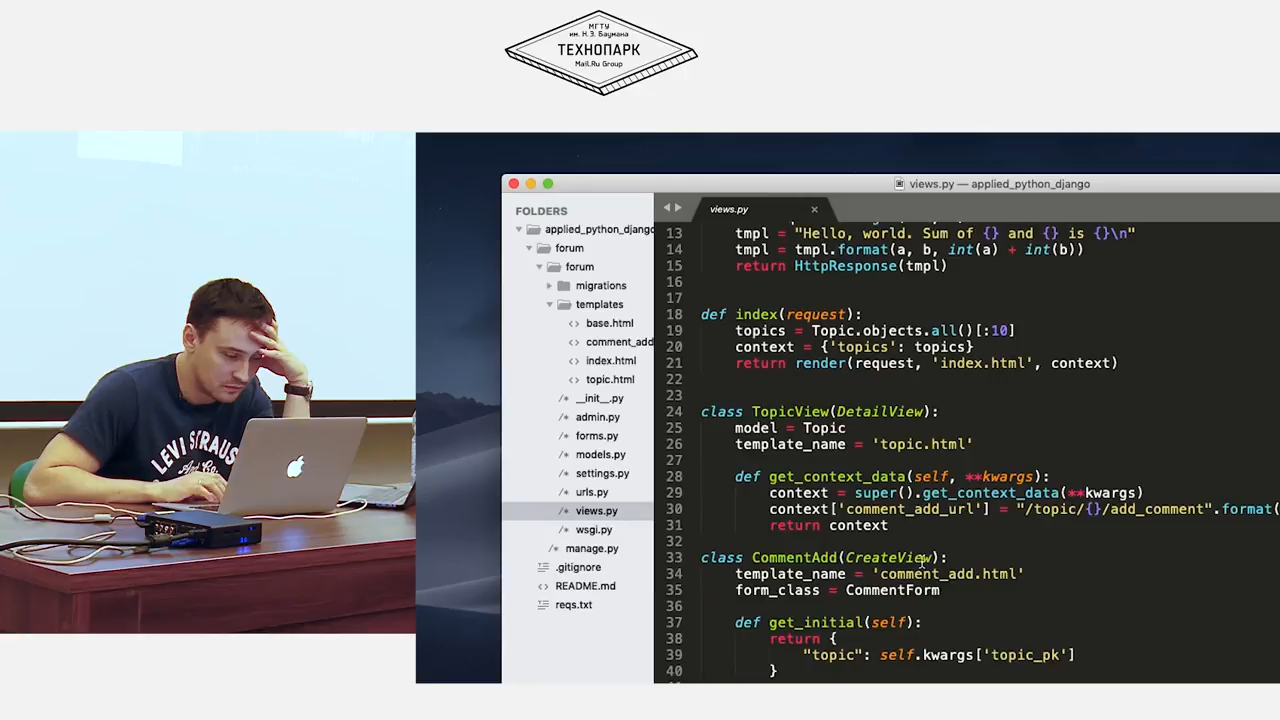 МГТУ
им. Н.Э. Баумана
ТЕХНОПАРК
Mail.Ru Group
LEVI STRAUSS
And Co
views.py — applied_python_django
FOLDERS
applied_python_django
forum
forum
migrations
templates
base.html
comment_add
index.html
topic.html
__init__.py
admin.py
forms.py
models.py
settings.py
urls.py
views.py
wsgi.py
manage.py
.gitignore
README.md
reqs.txt
views.py
13 tmpl = "Hello, world. Sum of {} and {} is {}\n"
14 tmpl = tmpl.format(a, b, int(a) + int(b))
15 return HttpResponse(tmpl)
16
17
18 def index(request):
19 topics = Topic.objects.all()[:10]
20 context = {'topics': topics}
21 return render(request, 'index.html', context)
22
23
24 class TopicView(DetailView):
25 model = Topic
26 template_name = 'topic.html'
27
28 def get_context_data(self, **kwargs):
29 context = super().get_context_data(**kwargs)
30 context['comment_add_url'] = "/topic/{}/add_comment".format(
31 return context
32
33 class CommentAdd(CreateView):
34 template_name = 'comment_add.html'
35 form_class = CommentForm
36
37 def get_initial(self):
38 return {
39 "topic": self.kwargs['topic_pk']
40 }